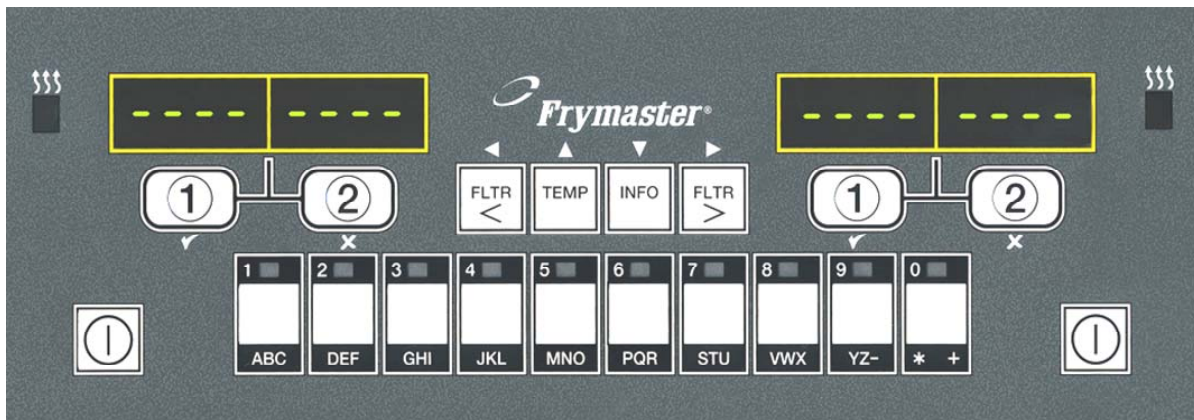 ---- ---- Frymaster® ---- ----
1 2 FLTR < TEMP INFO FLTR > 1 2
1 2 3 4 5 6 7 8 9 0
ABC DEF GHI JKL MNO PQR STU VWX YZ- * +